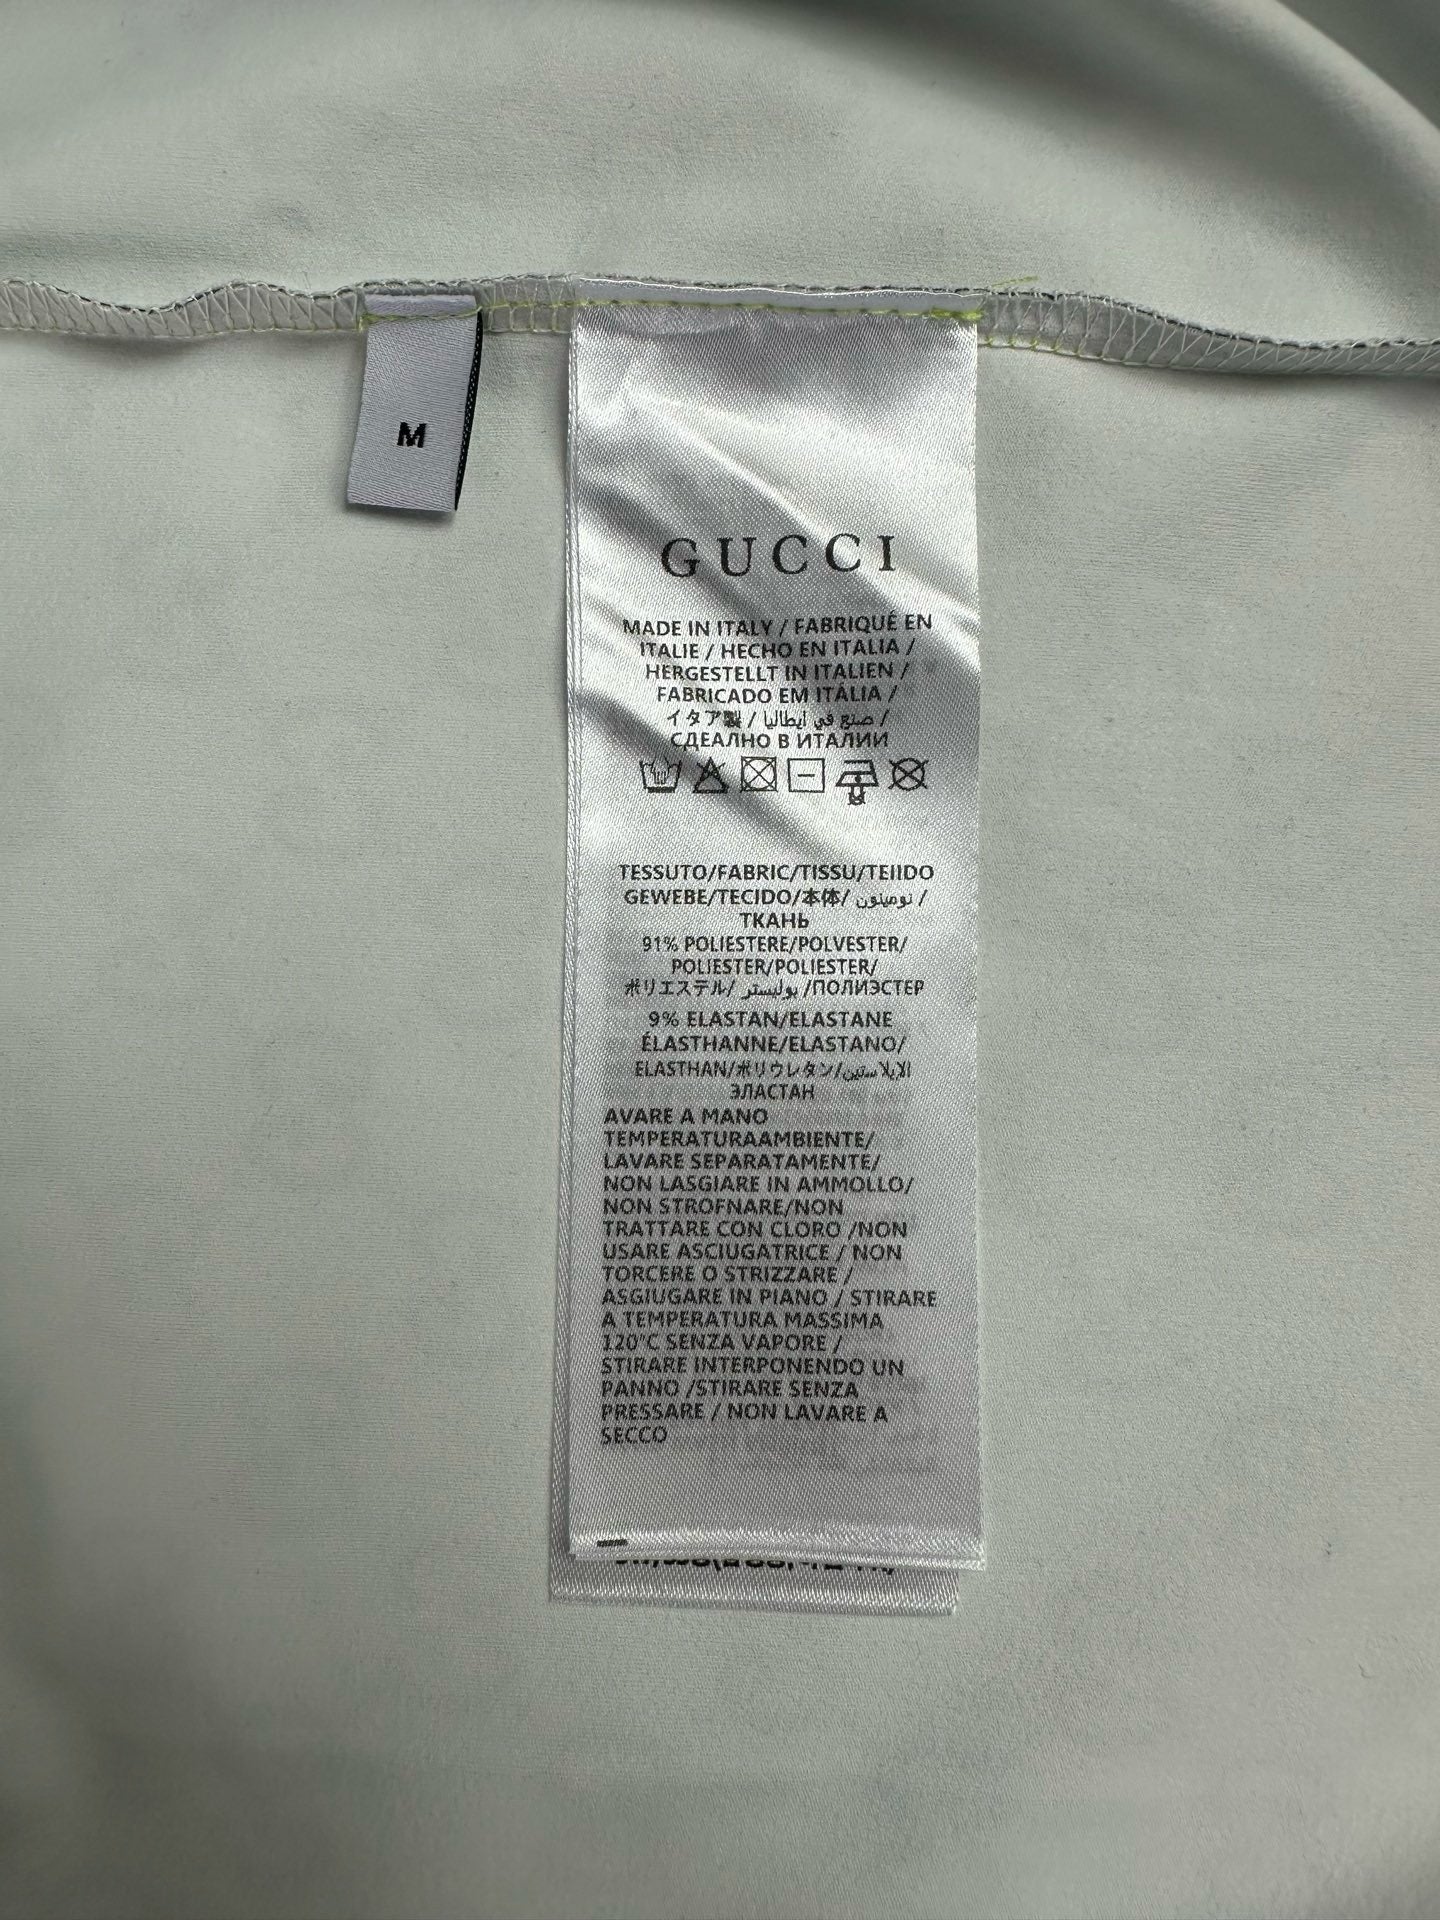 M
GUCCI
MADE IN ITALY / FABRIQUÉ EN
ITALIE / HECHO EN ITALIA /
HERGESTELLT IN ITALIEN /
FABRICADO EM ITÁLIA /
イタア製 / صنع في ايطاليا /
СДЕАЛНО В ИТАЛИИ
TESSUTO/FABRIC/TISSU/TEIIDO
GEWEBE/TECIDO/本体/ نومينون /
ТКАНЬ
91% POLIESTERE/POLVESTER/
POLIESTER/POLIESTER/
ポリエステル/ بوليستر /ПОЛИЭСТЕР
9% ELASTAN/ELASTANE
ÉLASTHANNE/ELASTANO/
ELASTHAN/ポリウレタン/الإيلاستين
ЭЛАСТАН
AVARE A MANO
TEMPERATURAAMBIENTE/
LAVARE SEPARATAMENTE/
NON LASGIARE IN AMMOLLO/
NON STROFNARE/NON
TRATTARE CON CLORO /NON
USARE ASCIUGATRICE / NON
TORCERE O STRIZZARE /
ASGIUGARE IN PIANO / STIRARE
A TEMPERATURA MASSIMA
120°C SENZA VAPORE /
STIRARE INTERPONENDO UN
PANNO /STIRARE SENZA
PRESSARE / NON LAVARE A
SECCO